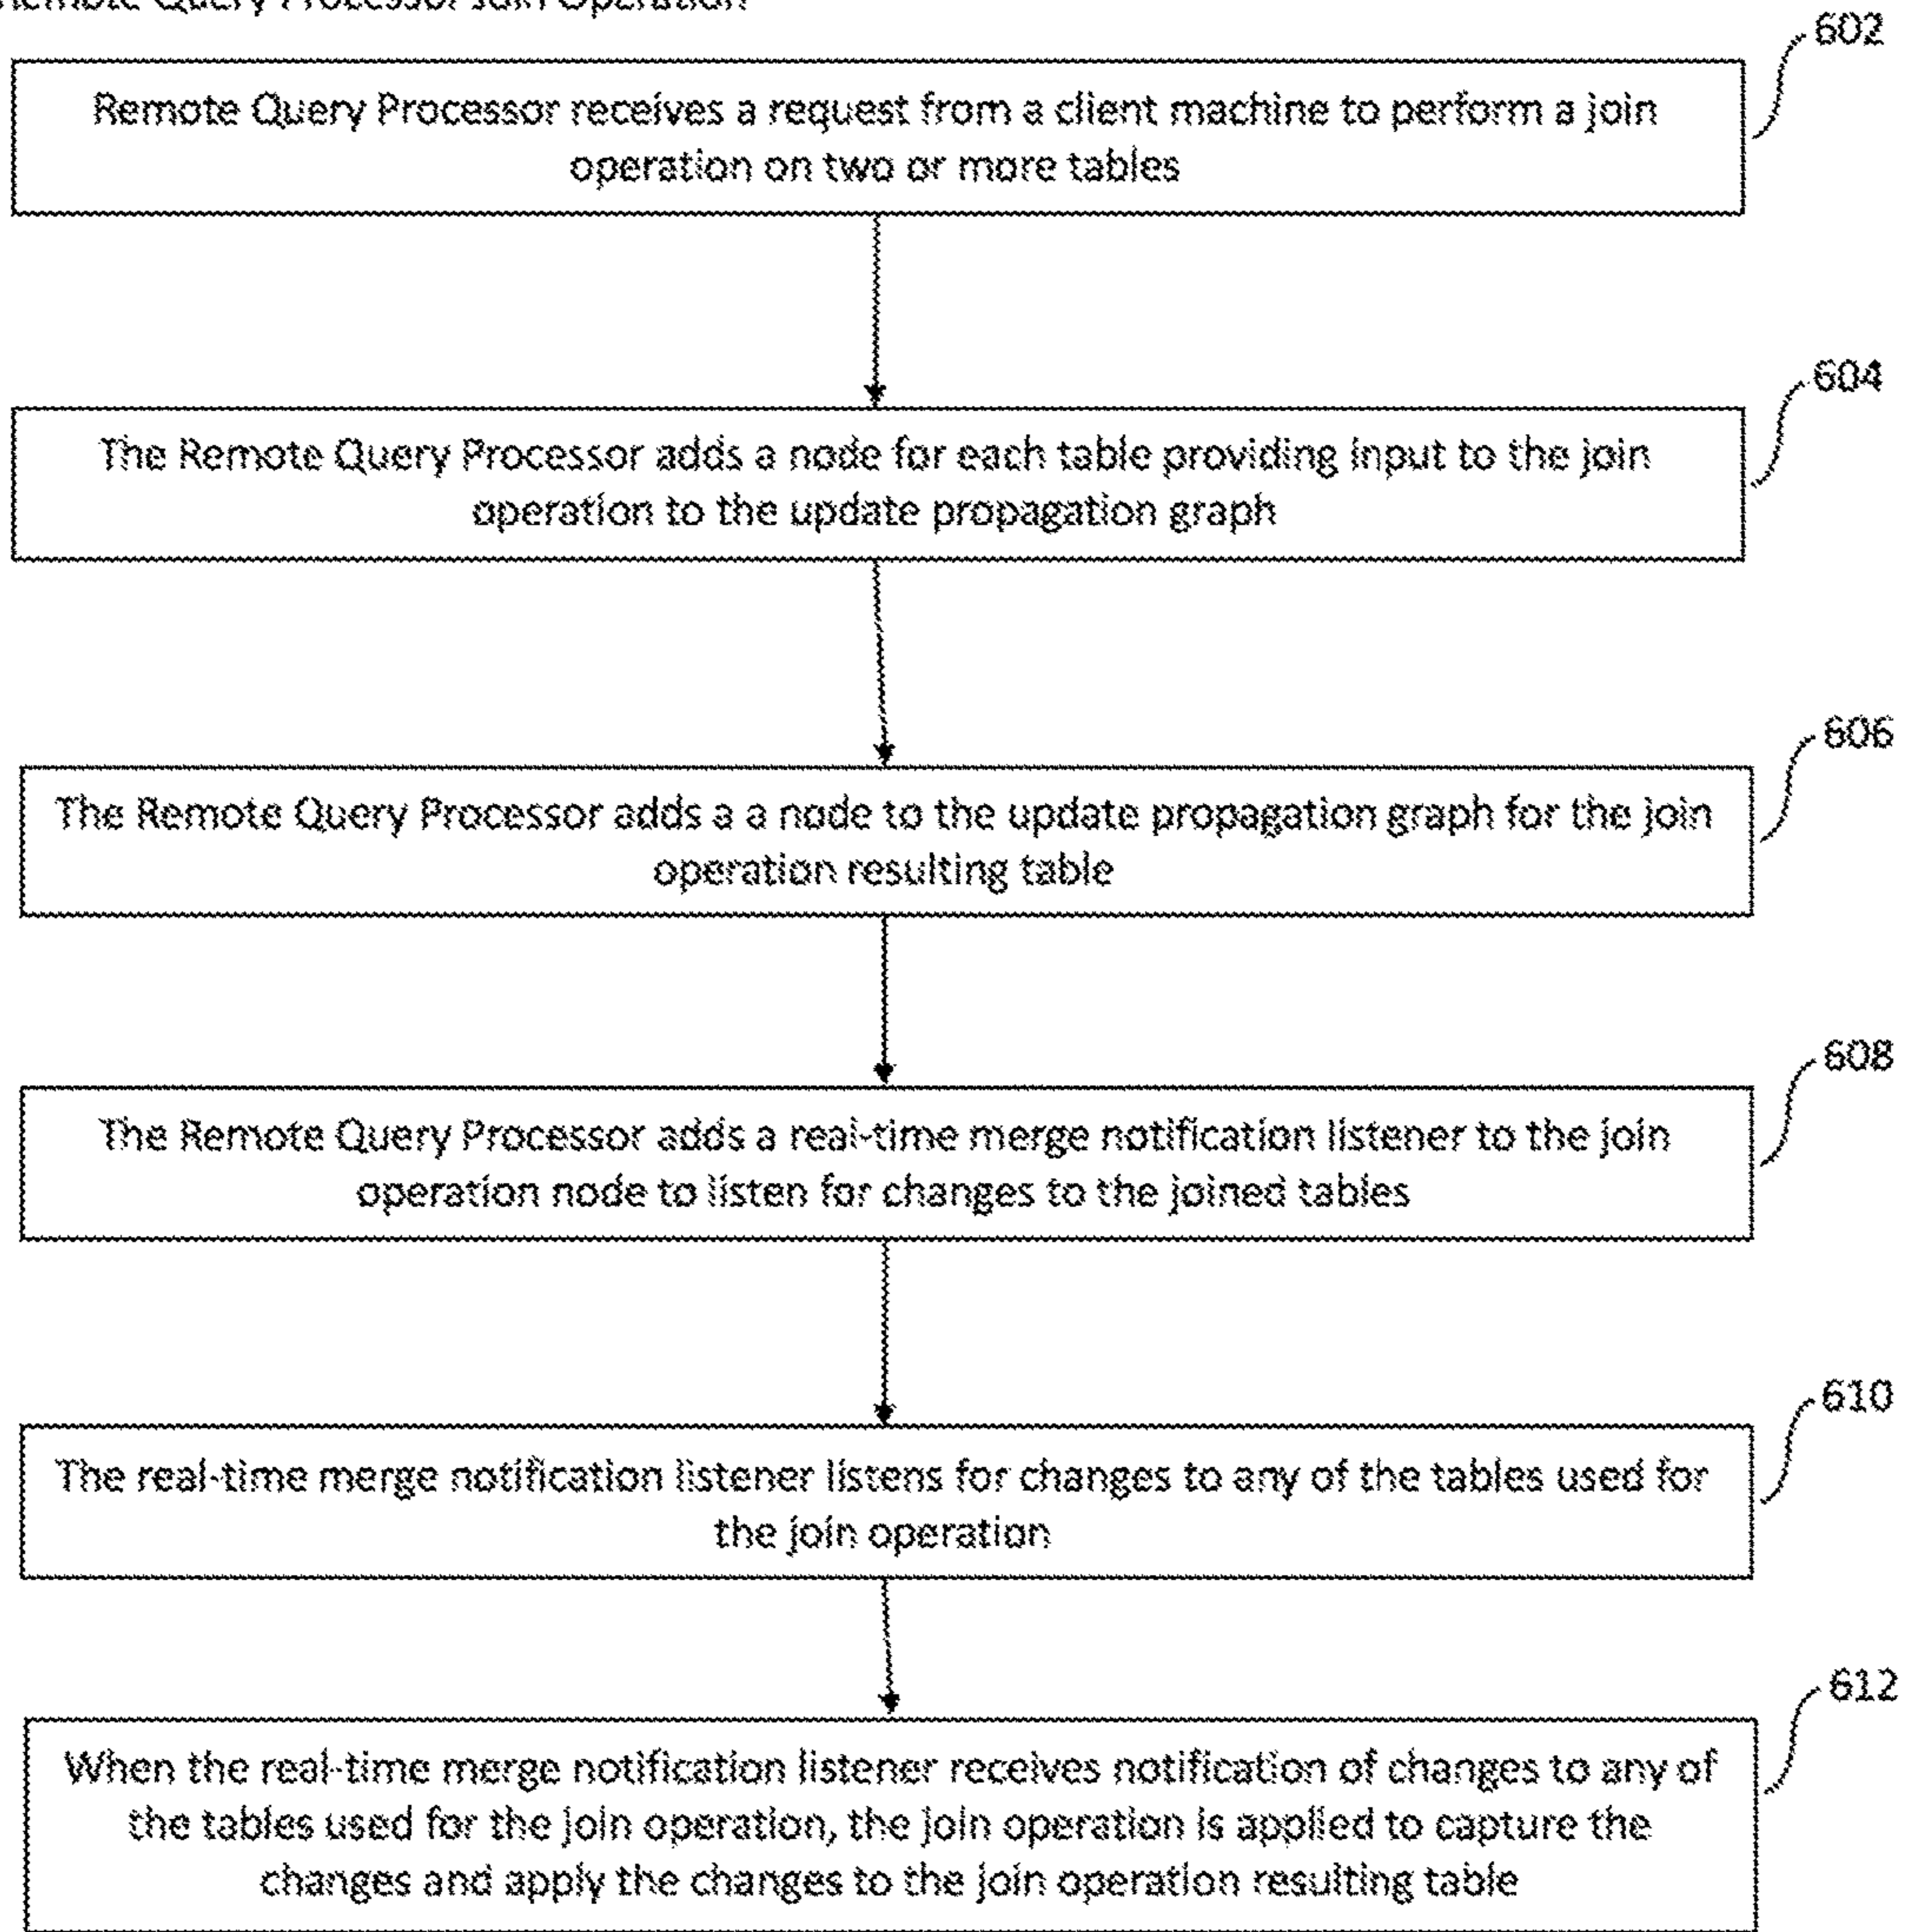 Remote Query Processor Join Operation
602
Remote Query Processor receives a request from a client machine to perform a join
operation on two or more tables
604
The Remote Query Processor adds a node for each table providing input to the join
operation to the update propagation graph
606
The Remote Query Processor adds a a node to the update propagation graph for the join
operation resulting table
608
The Remote Query Processor adds a real-time merge notification listener to the join
operation node to listen for changes to the joined tables
610
The real-time merge notification listener listens for changes to any of the tables used for
the join operation
612
When the real-time merge notification listener receives notification of changes to any of
the tables used for the join operation, the join operation is applied to capture the
changes and apply the changes to the join operation resulting table